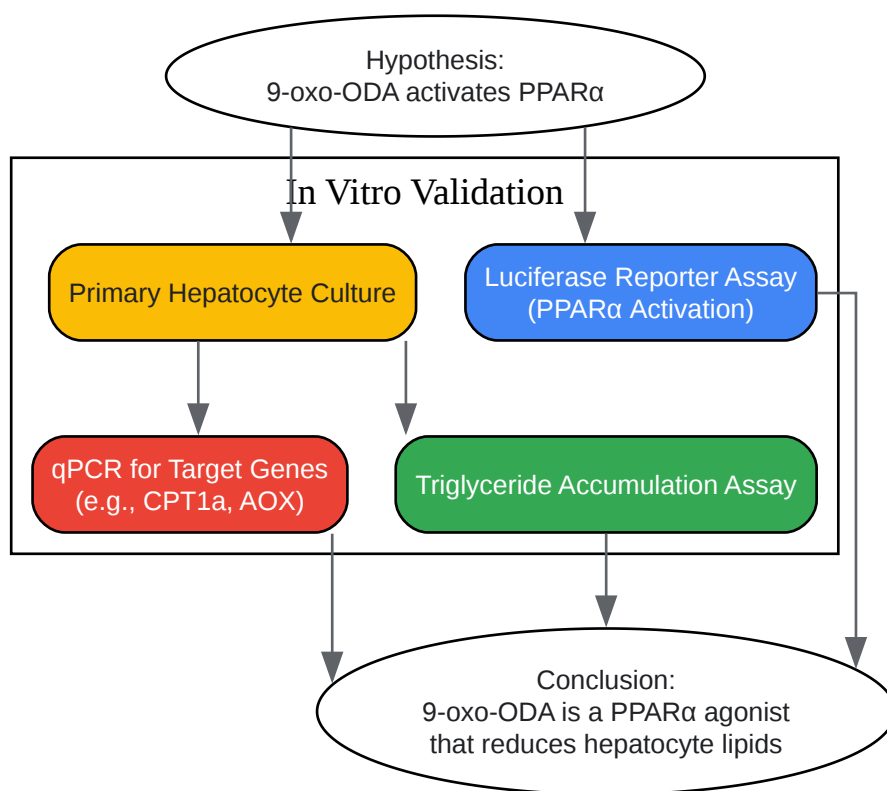 Hypothesis:
9-oxo-ODA activates PPARα
In Vitro Validation
Primary Hepatocyte Culture
Luciferase Reporter Assay
(PPARα Activation)
qPCR for Target Genes
(e.g., CPT1a, AOX)
Triglyceride Accumulation Assay
Conclusion:
9-oxo-ODA is a PPARα agonist
that reduces hepatocyte lipids